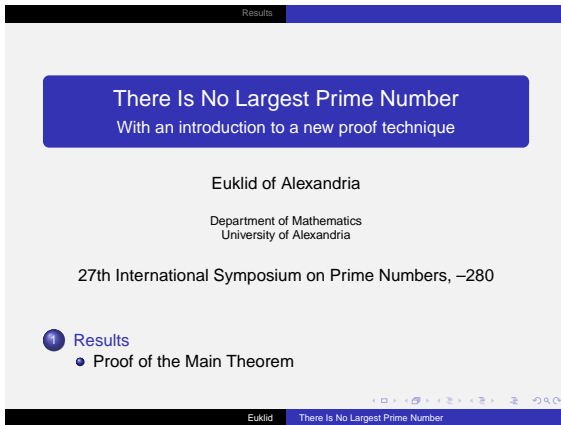 Results
There Is No Largest Prime Number
With an introduction to a new proof technique
Euklid of Alexandria
Department of Mathematics
University of Alexandria
27th International Symposium on Prime Numbers, –280
1 Results
Proof of the Main Theorem
Euklid There Is No Largest Prime Number